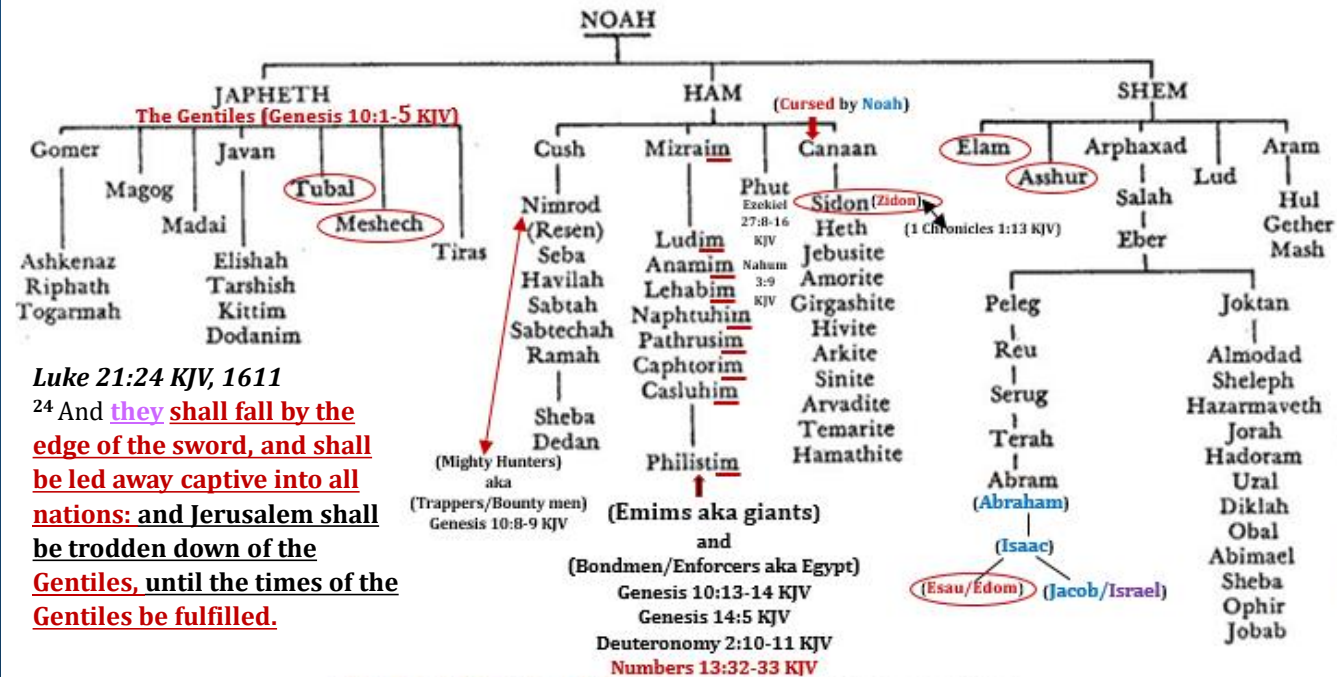 NOAH
JAPHETH
The Gentiles (Genesis 10:1-5 KJV)
Gomer
Magog
Madai
Javan
Tubal
Meshech
Tiras
Ashkenaz
Riphath
Togarmah
Elishah
Tarshish
Kittim
Dodanim
HAM
(Cursed by Noah)
Cush
Nimrod
(Resen)
Seba
Havilah
Sabtah
Sabtechah
Ramah
Sheba
Dedan
(Mighty Hunters)
aka
(Trappers/Bounty men)
Genesis 10:8-9 KJV
Mizraim
Ludim
Anamim
Lehabim
Naphtuhim
Pathrusim
Caphtorim
Casluhim
Philistim
(Emims aka giants)
and
(Bondmen/Enforcers aka Egypt)
Genesis 10:13-14 KJV
Genesis 14:5 KJV
Deuteronomy 2:10-11 KJV
Numbers 13:32-33 KJV
Phut
Ezekiel
27:8-16
KJV
Nahum
3:9
KJV
Canaan
Sidon (Zidon)
(1 Chronicles 1:13 KJV)
Heth
Jebusite
Amorite
Girgashite
Hivite
Arkite
Sinite
Arvadite
Temarite
Hamathite
SHEM
Elam
Asshur
Arphaxad
Salah
Eber
Lud
Aram
Hul
Gether
Mash
Peleg
Reu
Serug
Terah
Abram
(Abraham)
(Isaac)
(Esau/Edom)
(Jacob/Israel)
Joktan
Almodad
Sheleph
Hazarmaveth
Jorah
Hadoram
Uzal
Diklah
Obal
Abimael
Sheba
Ophir
Jobab
Luke 21:24 KJV, 1611
24 And they shall fall by the
edge of the sword, and shall
be led away captive into all
nations: and Jerusalem shall
be trodden down of the
Gentiles, until the times of the
Gentiles be fulfilled.